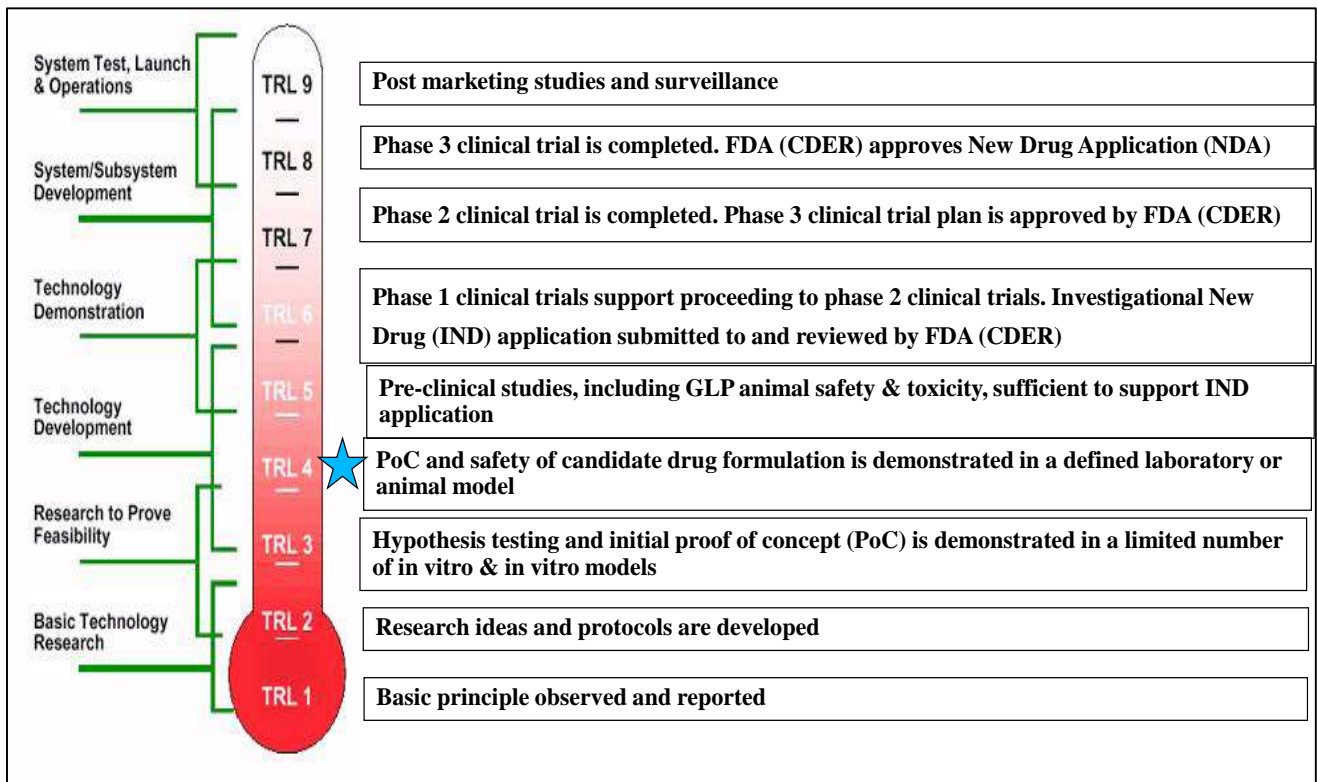 System Test, Launch
& Operations
TRL 9
Post marketing studies and surveillance
TRL 8
Phase 3 clinical trial is completed. FDA (CDER) approves New Drug Application (NDA)
System/Subsystem
Development
TRL 7
Phase 2 clinical trial is completed. Phase 3 clinical trial plan is approved by FDA (CDER)
Technology
Demonstration
TRL 6
Phase 1 clinical trials support proceeding to phase 2 clinical trials. Investigational New
Drug (IND) application submitted to and reviewed by FDA (CDER)
TRL 5
Pre-clinical studies, including GLP animal safety & toxicity, sufficient to support IND
application
Technology
Development
TRL 4
PoC and safety of candidate drug formulation is demonstrated in a defined laboratory or
animal model
Research to Prove
Feasibility
TRL 3
Hypothesis testing and initial proof of concept (PoC) is demonstrated in a limited number
of in vitro & in vitro models
Basic Technology
Research
TRL 2
Research ideas and protocols are developed
TRL 1
Basic principle observed and reported